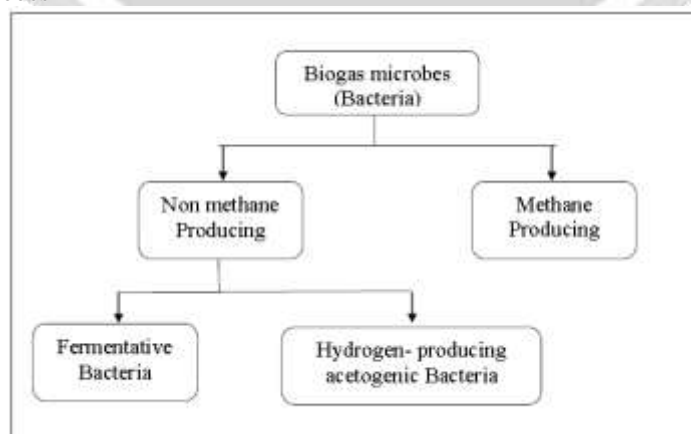 Biogas microbes
(Bacteria)
Non methane
Producing
Methane
Producing
Fermentative
Bacteria
Hydrogen- producing
acetogenic Bacteria